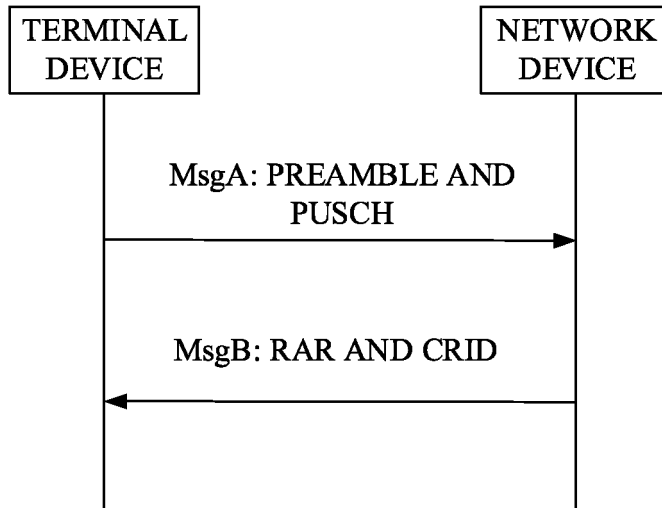 TERMINAL
DEVICE
NETWORK
DEVICE
MsgA: PREAMBLE AND
PUSCH
MsgB: RAR AND CRID